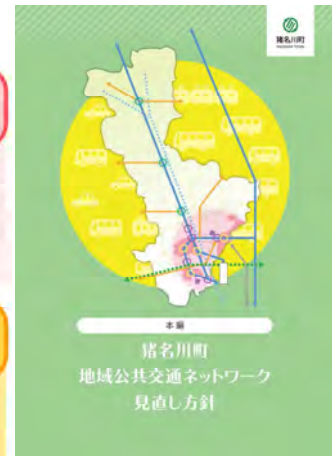 猪名川町
本編
猪名川町
地域公共交通ネットワーク
見直し方針